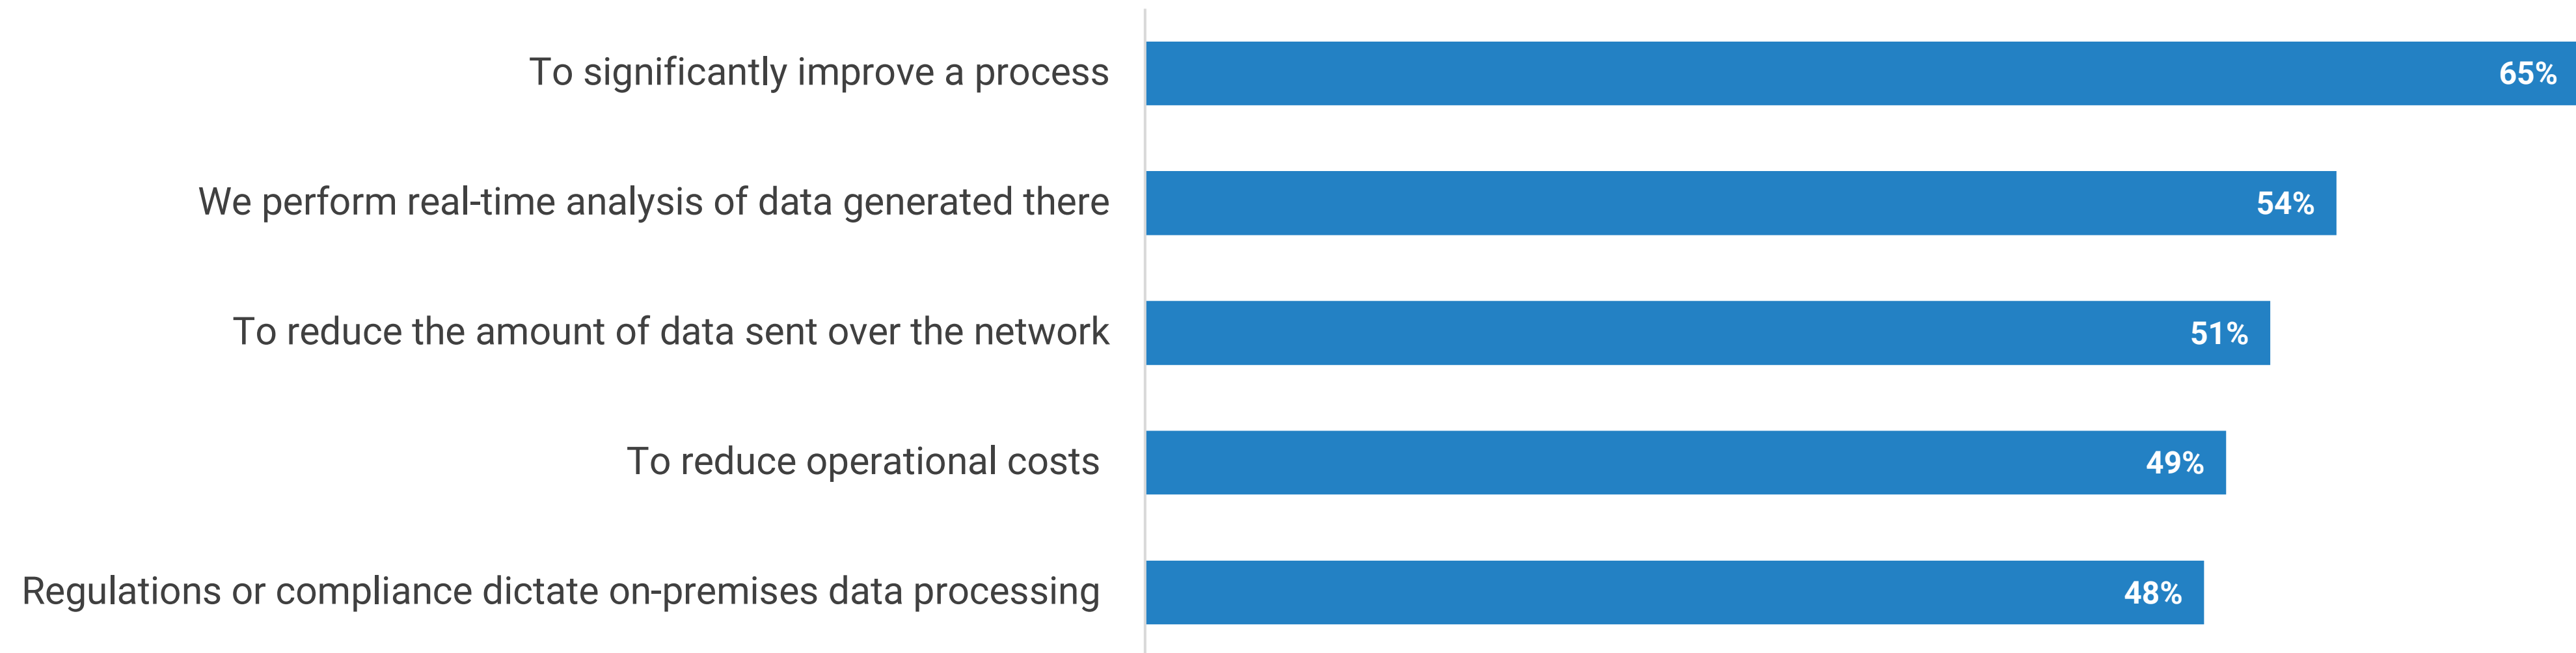 To significantly improve a process 65%
We perform real-time analysis of data generated there 54%
To reduce the amount of data sent over the network 51%
To reduce operational costs 49%
Regulations or compliance dictate on-premises data processing 48%